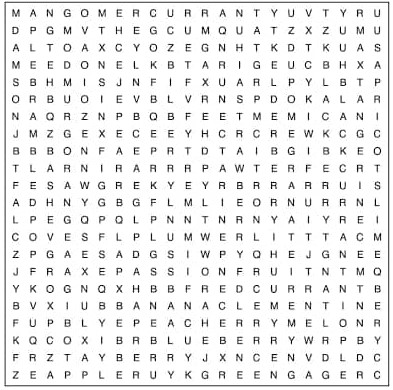 M A N G O M E R C U R R A N T Y U V T Y R U
D P G M V T H E G C U M Q U A T Z X Z U M U
A L T O A X C Y O Z E G N H T K D T K U A S
M E E D O N E L K B T A R I G E U C B H X A
S B H M I S J N F I F X U A R L P Y L B T P
O R B U O I E V B L V R N S P D O K A L A R
N A Q R Z N P B Q B F E E T M E M I C A N I
J M Z G E X E C E E Y H C R C R E W K C G C
B B B O N F A E P R T D T A I B G I B K E O
T L A R N I R A R R R P A W T E R F E C R T
F E S A W G R E K Y E Y R B R R A R R U I S
A D H N Y G B G F L M L I E O R N U R R N L
L P E G Q P Q L P N N T N R N Y A I Y R E I
C O V E S F L P L U M W E R L I T T T A C M
Z P G A E S A D G S I W P Y Q H E J G N E E
J F R A X E P A S S I O N F R U I T N T M Q
Y K O G N Q X H B B F R E D C U R R A N T B
B V X I U B B A N A N A C L E M E N T I N E
F U P B L Y E P E A C H E R R Y M E L O N R
K Q C O X I B R B L U E B E R R Y W R P B Y
F R Z T A Y B E R R Y J X N C E N V D L D C
Z E A P P L E R U Y K G R E E N G A G E R C